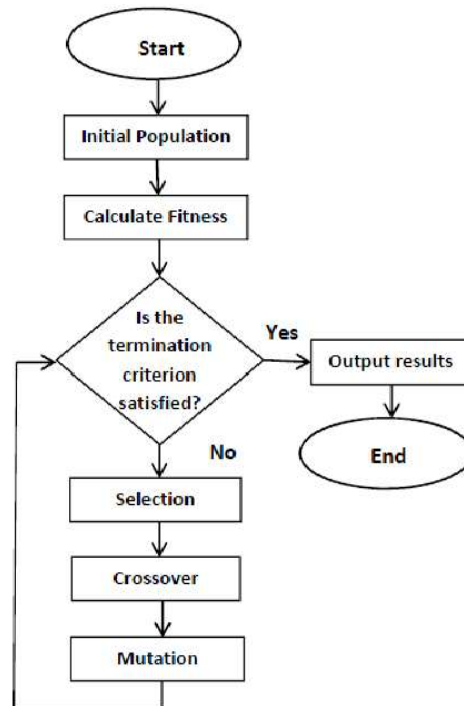 Start
Initial Population
Calculate Fitness
Is the
termination
criterion
satisfied?
Yes
Output results
End
No
Selection
Crossover
Mutation